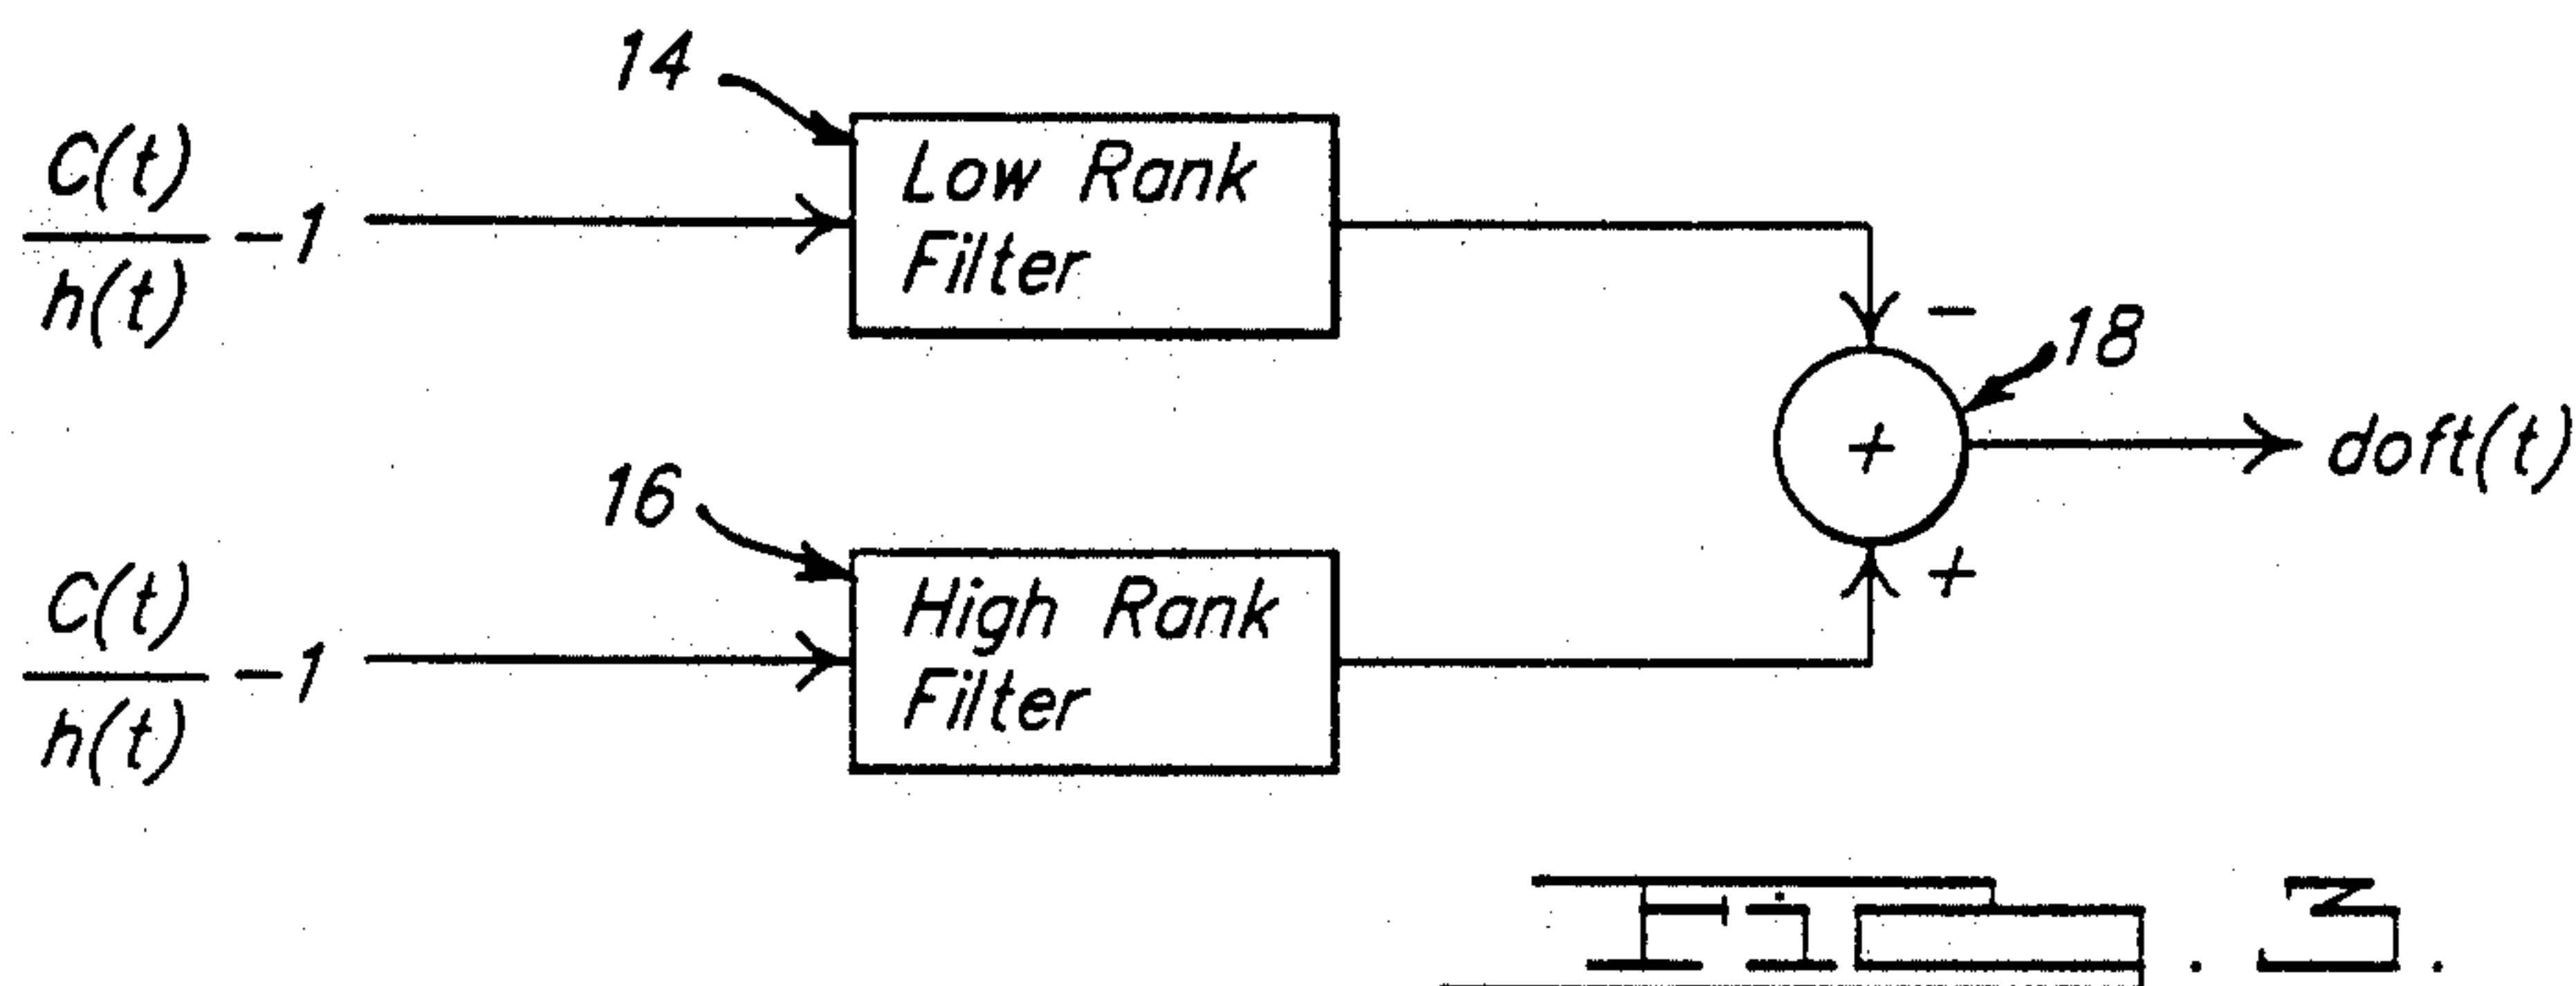 14
C(t)
h(t)
-1
Low Rank
Filter
-
18
+
doft(t)
16
+
C(t)
h(t)
-1
High Rank
Filter
Fig. 3.